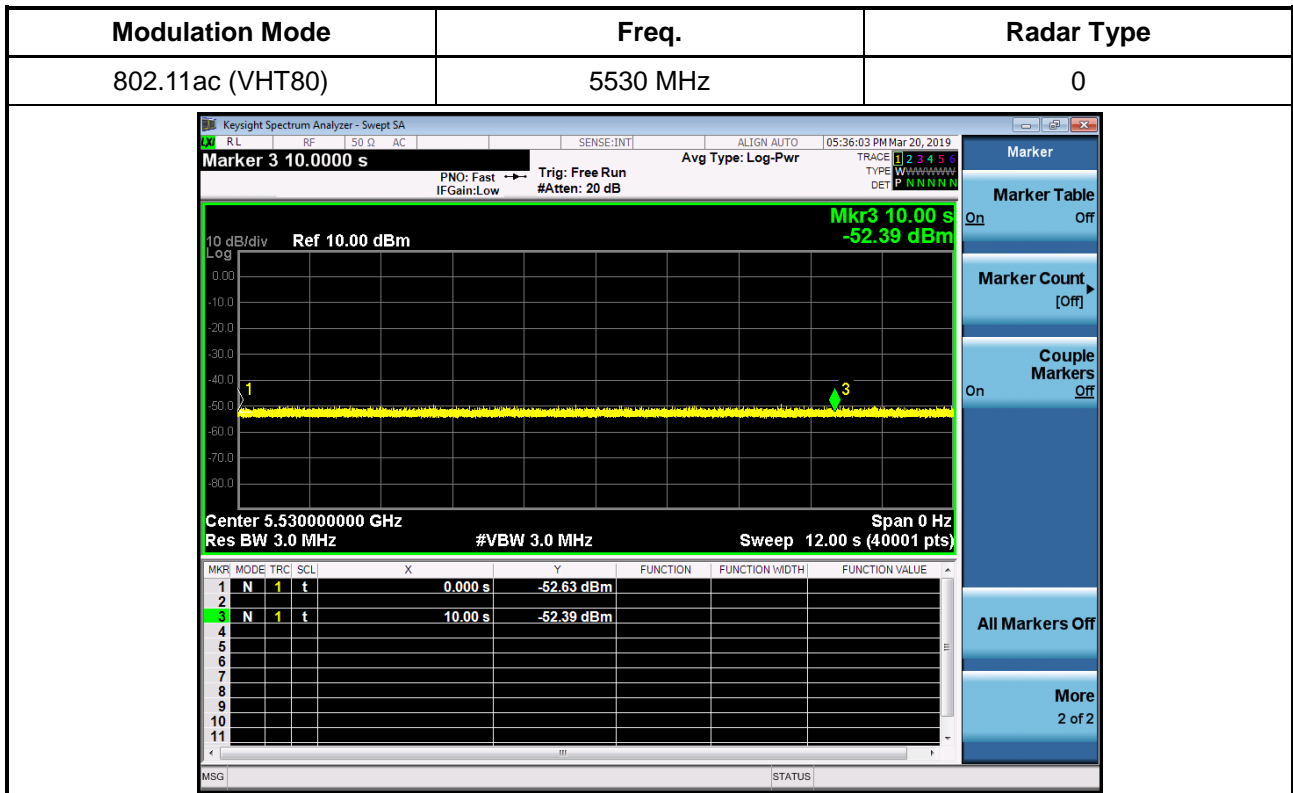 Modulation Mode Freq. Radar Type
802.11ac (VHT80) 5530 MHz 0
Keysight Spectrum Analyzer - Swept SA
LXI RL RF 50 Ω AC SENSE:INT ALIGN AUTO 05:36:03 PM Mar 20, 2019
Marker 3 10.0000 s
PNO: Fast
IFGain:Low
Trig: Free Run
#Atten: 20 dB
Avg Type: Log-Pwr
TRACE 1 2 3 4 5 6
TYPE WWWWWW
DET P N N N N N
Mkr3 10.00 s
-52.39 dBm
10 dB/div Ref 10.00 dBm
Log
0.00
-10.0
-20.0
-30.0
-40.0
-50.0
-60.0
-70.0
-80.0
1
3
Center 5.530000000 GHz Span 0 Hz
Res BW 3.0 MHz #VBW 3.0 MHz Sweep 12.00 s (40001 pts)
MKR MODE TRC SCL X Y FUNCTION FUNCTION WIDTH FUNCTION VALUE
1 N 1 t 0.000 s -52.63 dBm
2
3 N 1 t 10.00 s -52.39 dBm
4
5
6
7
8
9
10
11
MSG STATUS
Marker
Marker Table
On Off
Marker Count
[Off]
Couple
Markers
On Off
All Markers Off
More
2 of 2